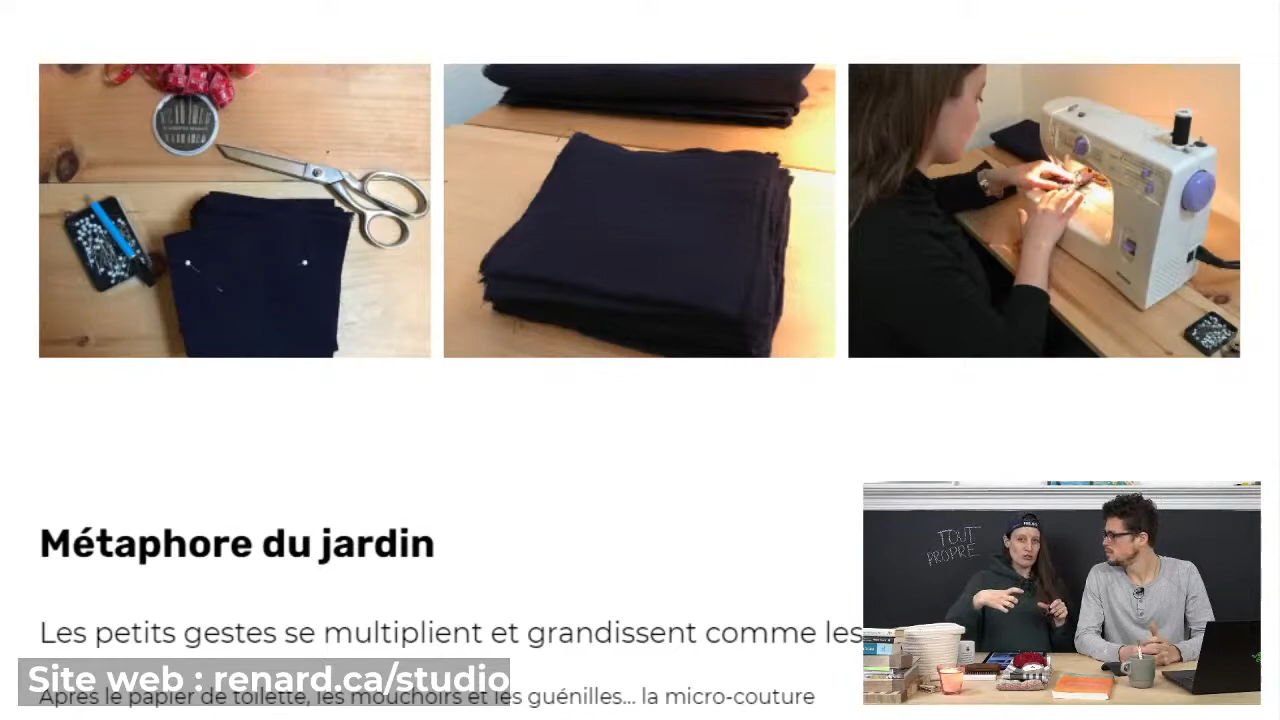 Métaphore du jardin
Les petits gestes se multiplient et grandissent comme les
Site web : renard.ca/studio
Après le papier de toilette, les mouchoirs et les guénilles... la micro-couture
TOUT
PROPRE